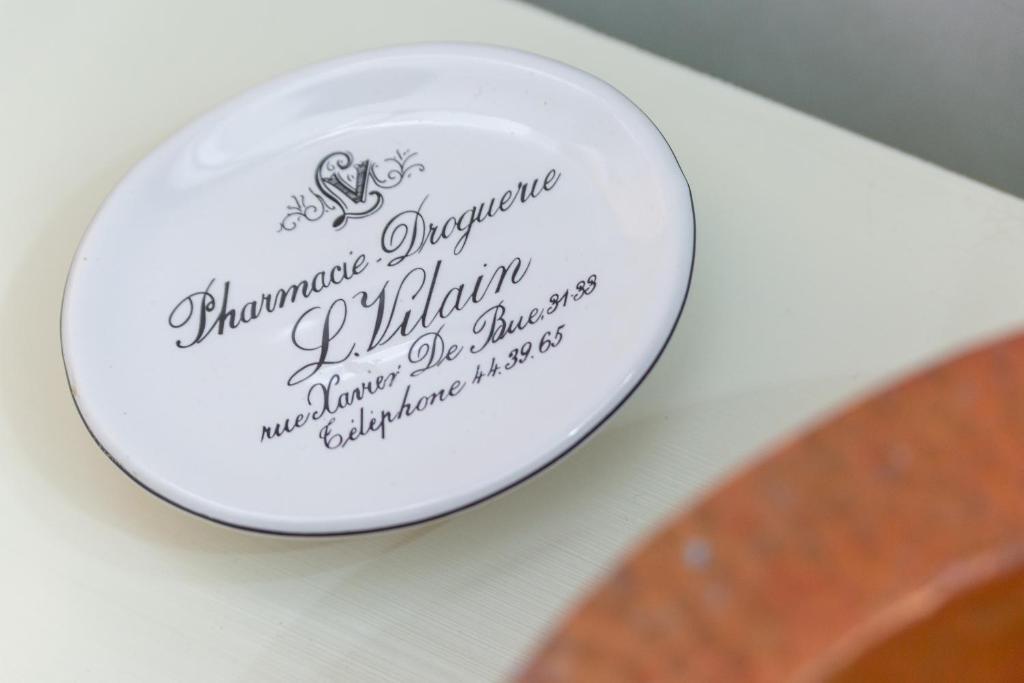 LV
Pharmacie-Droguerie
L. Vilain
rue Xavier De Bue. 31-33
Téléphone 44.39.65